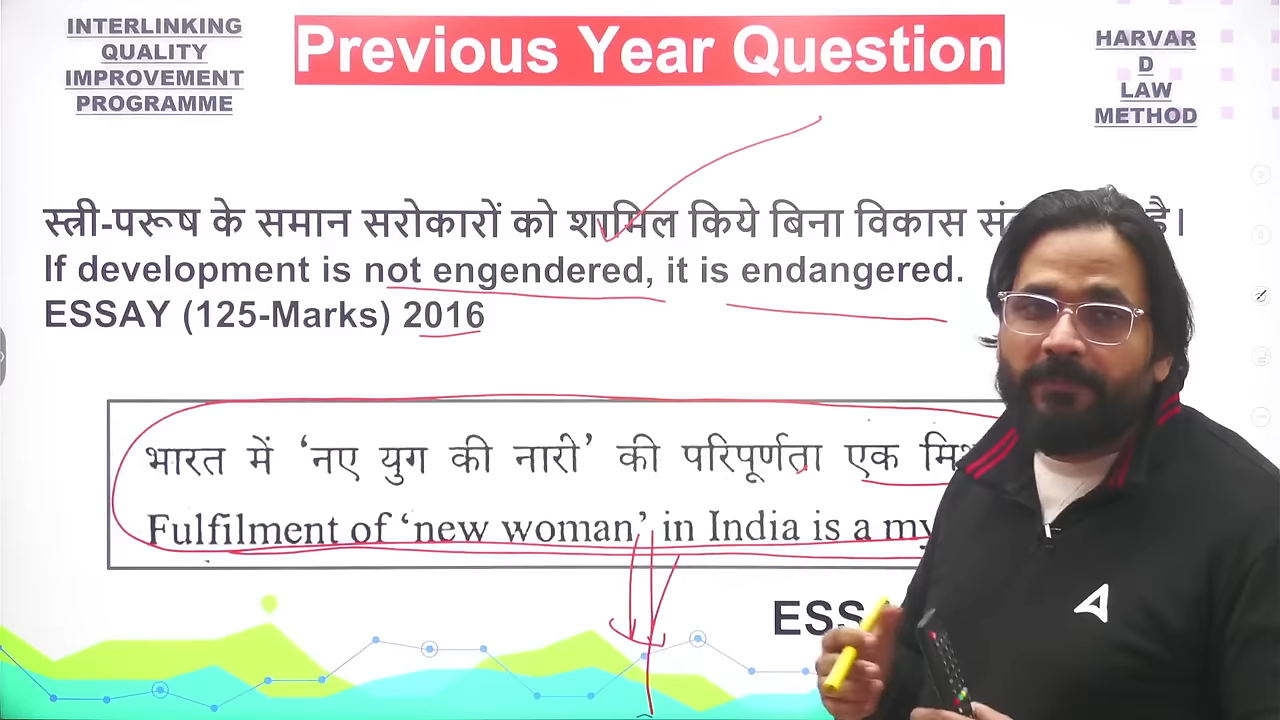 INTERLINKING
QUALITY
IMPROVEMENT
PROGRAMME
Previous Year Question
HARVAR
D
LAW
METHOD
स्त्री-परूष के समान सरोकारों को शामिल किये बिना विकास है।
If development is not engendered, it is endangered.
ESSAY (125-Marks) 2016
भारत में ‘नए युग की नारी’ की परिपूर्णता एक
Fulfilment of ‘new woman’ in India is a